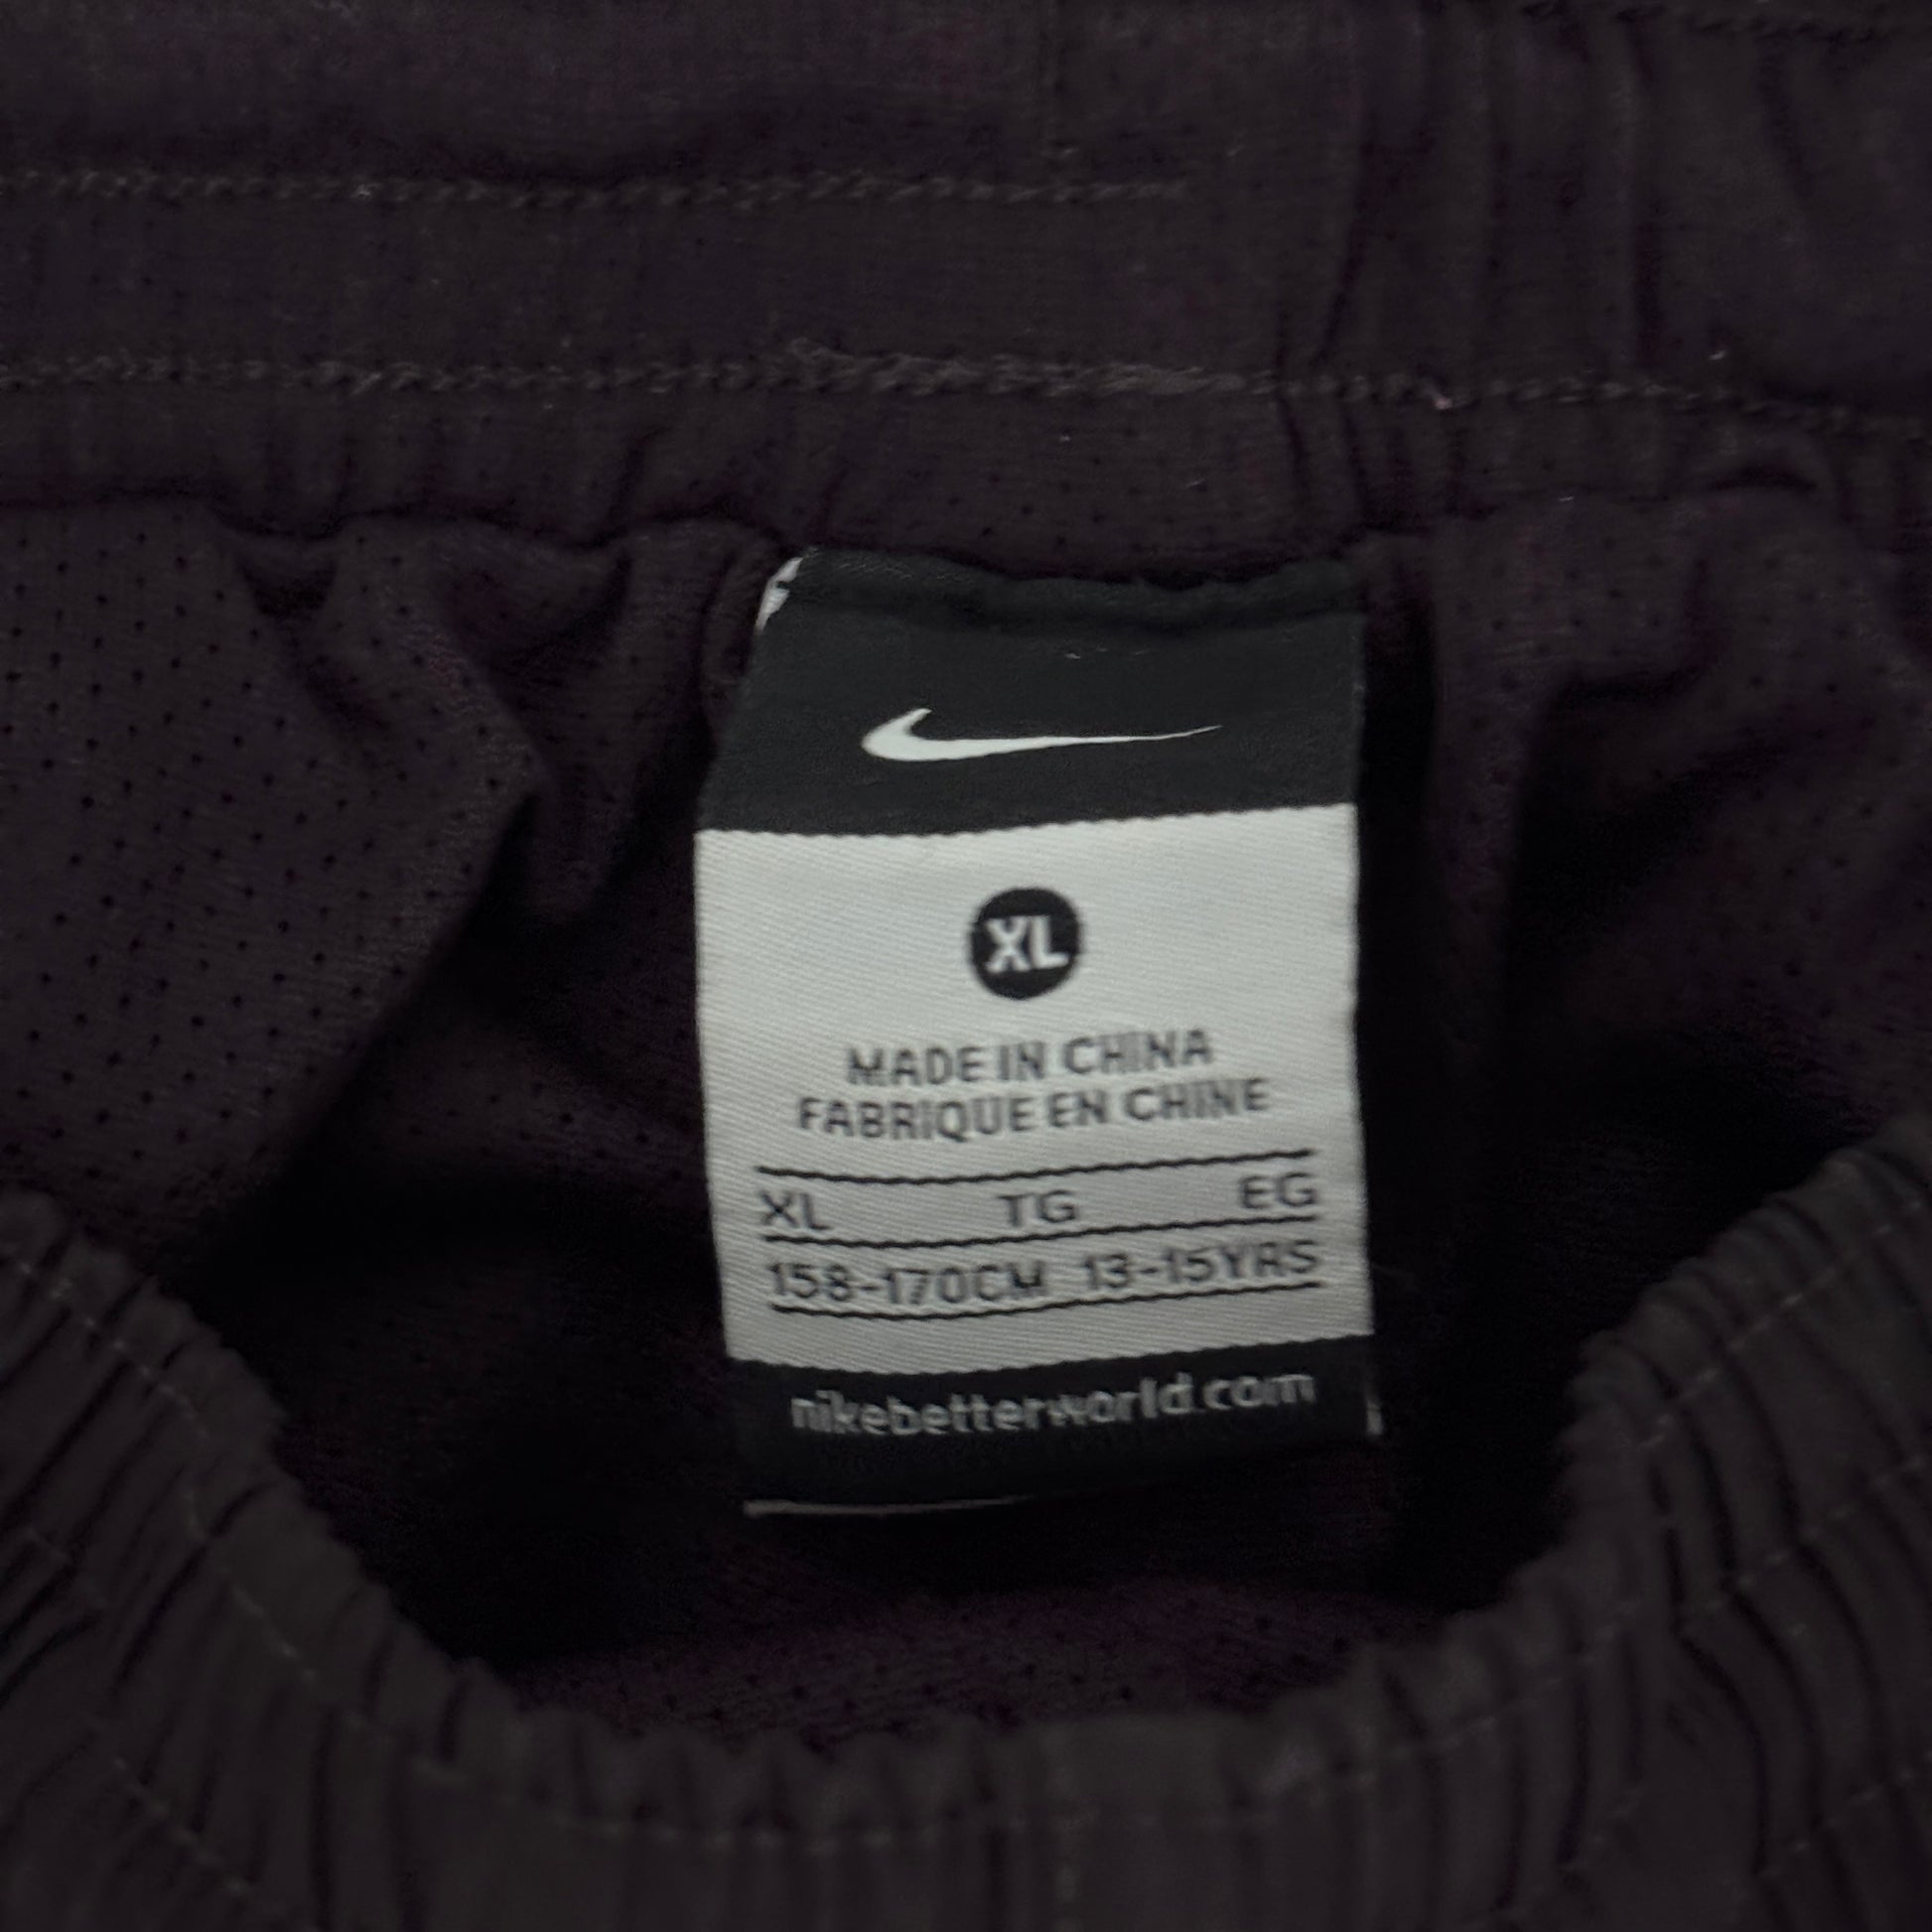 XL
MADE IN CHINA
FABRIQUE EN CHINE
XL TG EG
158-170CM 13-15YRS
nikebetterworld.com